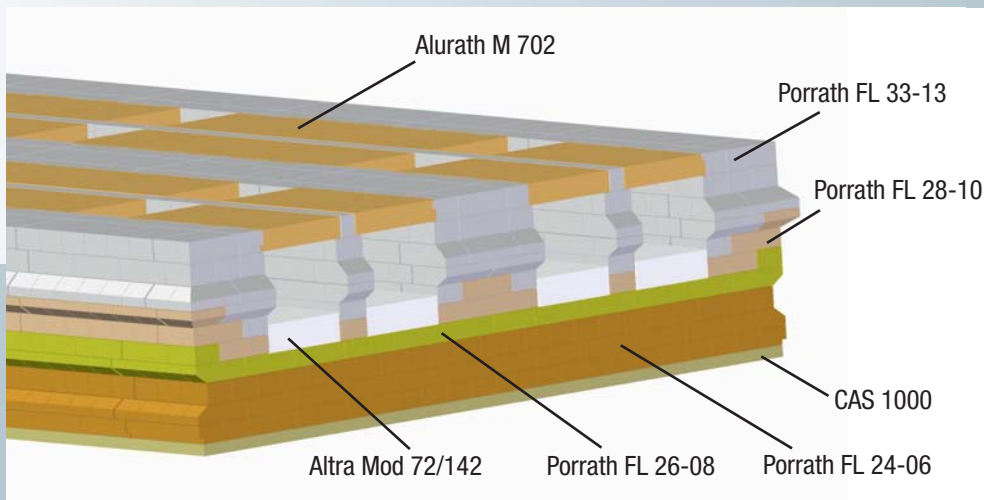 Alurath M 702
Porrath FL 33-13
Porrath FL 28-10
CAS 1000
Altra Mod 72/142
Porrath FL 26-08
Porrath FL 24-06